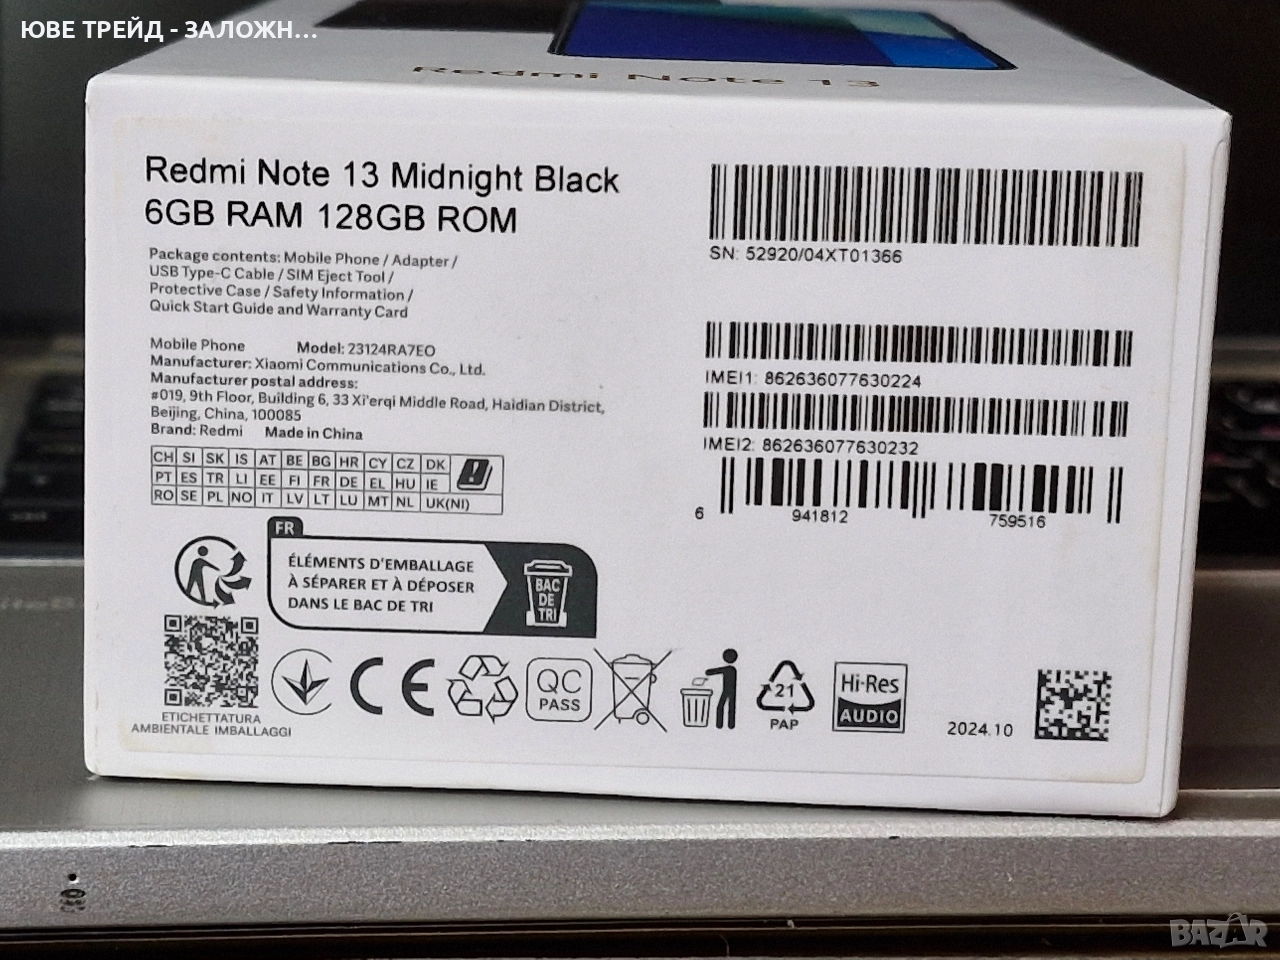 ЮВЕ ТРЕЙД - ЗАЛОЖН...
Redmi Note 13
Redmi Note 13 Midnight Black
6GB RAM 128GB ROM
Package contents: Mobile Phone / Adapter /
USB Type-C Cable / SIM Eject Tool /
Protective Case / Safety Information /
Quick Start Guide and Warranty Card
Mobile Phone Model: 23124RA7EO
Manufacturer: Xiaomi Communications Co., Ltd.
Manufacturer postal address:
#019, 9th Floor, Building 6, 33 Xi'erqi Middle Road, Haidian District,
Beijing, China, 100085
Brand: Redmi Made in China
CH SI SK IS AT BE BG HR CY CZ DK
PT ES TR LI EE FI FR DE EL HU IE
RO SE PL NO IT LV LT LU MT NL UK(NI)
SN: 52920/04XT01366
IMEI1: 862636077630224
IMEI2: 862636077630232
6 941812 759516
FR
ÉLÉMENTS D'EMBALLAGE
À SÉPARER ET À DÉPOSER
DANS LE BAC DE TRI
BAC
DE
TRI
ETICHETTATURA
AMBIENTALE IMBALLAGGI
CE
QC
PASS
21
PAP
Hi-Res
AUDIO
2024.10
BAZAR